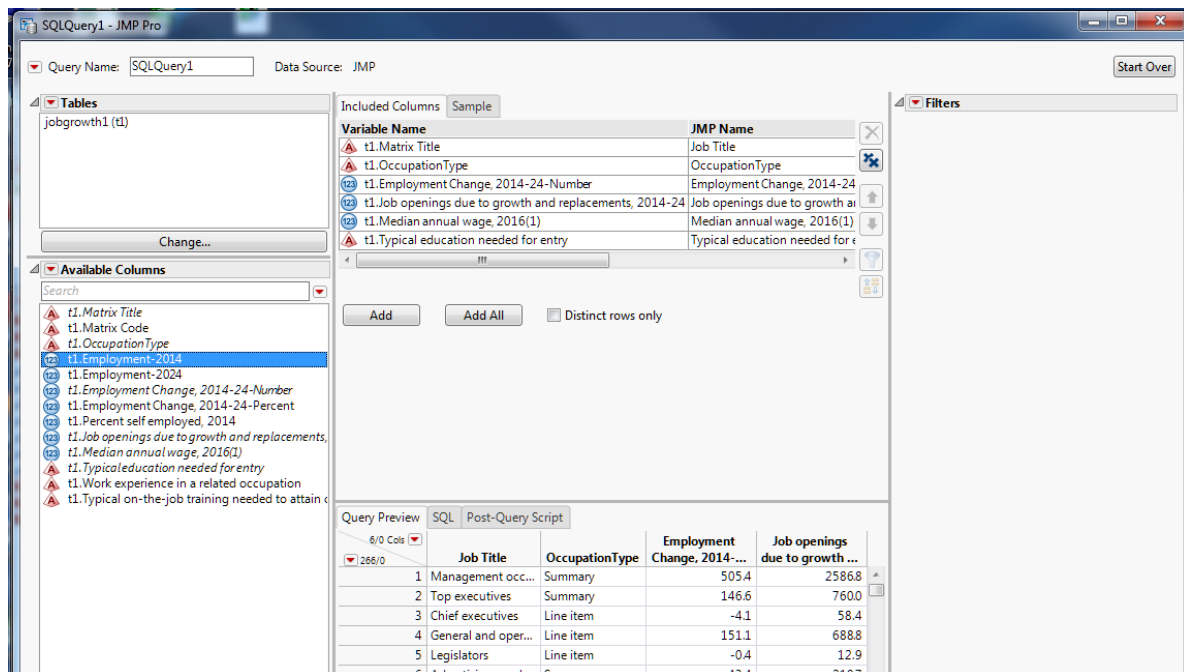 SQLQuery1 - JMP Pro
Query Name: SQLQuery1 Data Source: JMP Start Over
Tables
jobgrowth1 (t1)
Change...
Available Columns
Search
t1.Matrix Title
t1.Matrix Code
t1.OccupationType
t1.Employment-2014
t1.Employment-2024
t1.Employment Change, 2014-24-Number
t1.Employment Change, 2014-24-Percent
t1.Percent self employed, 2014
t1.Job openings due to growth and replacements,
t1.Median annual wage, 2016(1)
t1.Typical education needed for entry
t1.Work experience in a related occupation
t1.Typical on-the-job training needed to attain
Included Columns Sample
Variable Name JMP Name
t1.Matrix Title Job Title
t1.OccupationType OccupationType
t1.Employment Change, 2014-24-Number Employment Change, 2014-24
t1.Job openings due to growth and replacements, 2014-24 Job openings due to growth
t1.Median annual wage, 2016(1) Median annual wage, 2016(1)
t1.Typical education needed for entry Typical education needed for
Add Add All Distinct rows only
Query Preview SQL Post-Query Script
6/0 Cols
266/0
Job Title OccupationType Employment Change, 2014-... Job openings due to growth ...
1 Management occ... Summary 505.4 2586.8
2 Top executives Summary 146.6 760.0
3 Chief executives Line item -4.1 58.4
4 General and oper... Line item 151.1 688.8
5 Legislators Line item -0.4 12.9
Filters